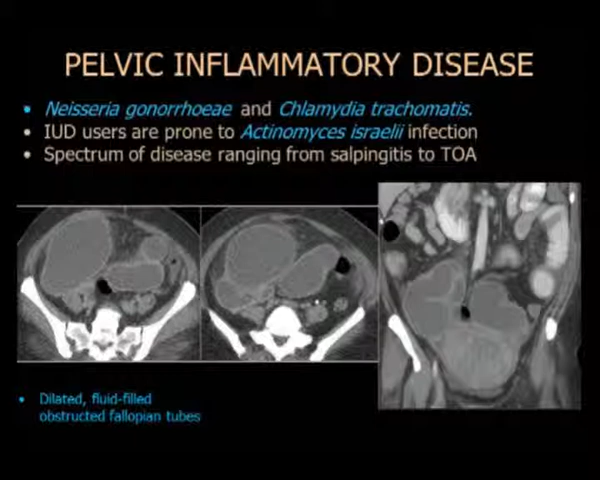 PELVIC INFLAMMATORY DISEASE
• Neisseria gonorrhoeae and Chlamydia trachomatis.
• IUD users are prone to Actinomyces israelii infection
• Spectrum of disease ranging from salpingitis to TOA
• Dilated, fluid-filled
obstructed fallopian tubes